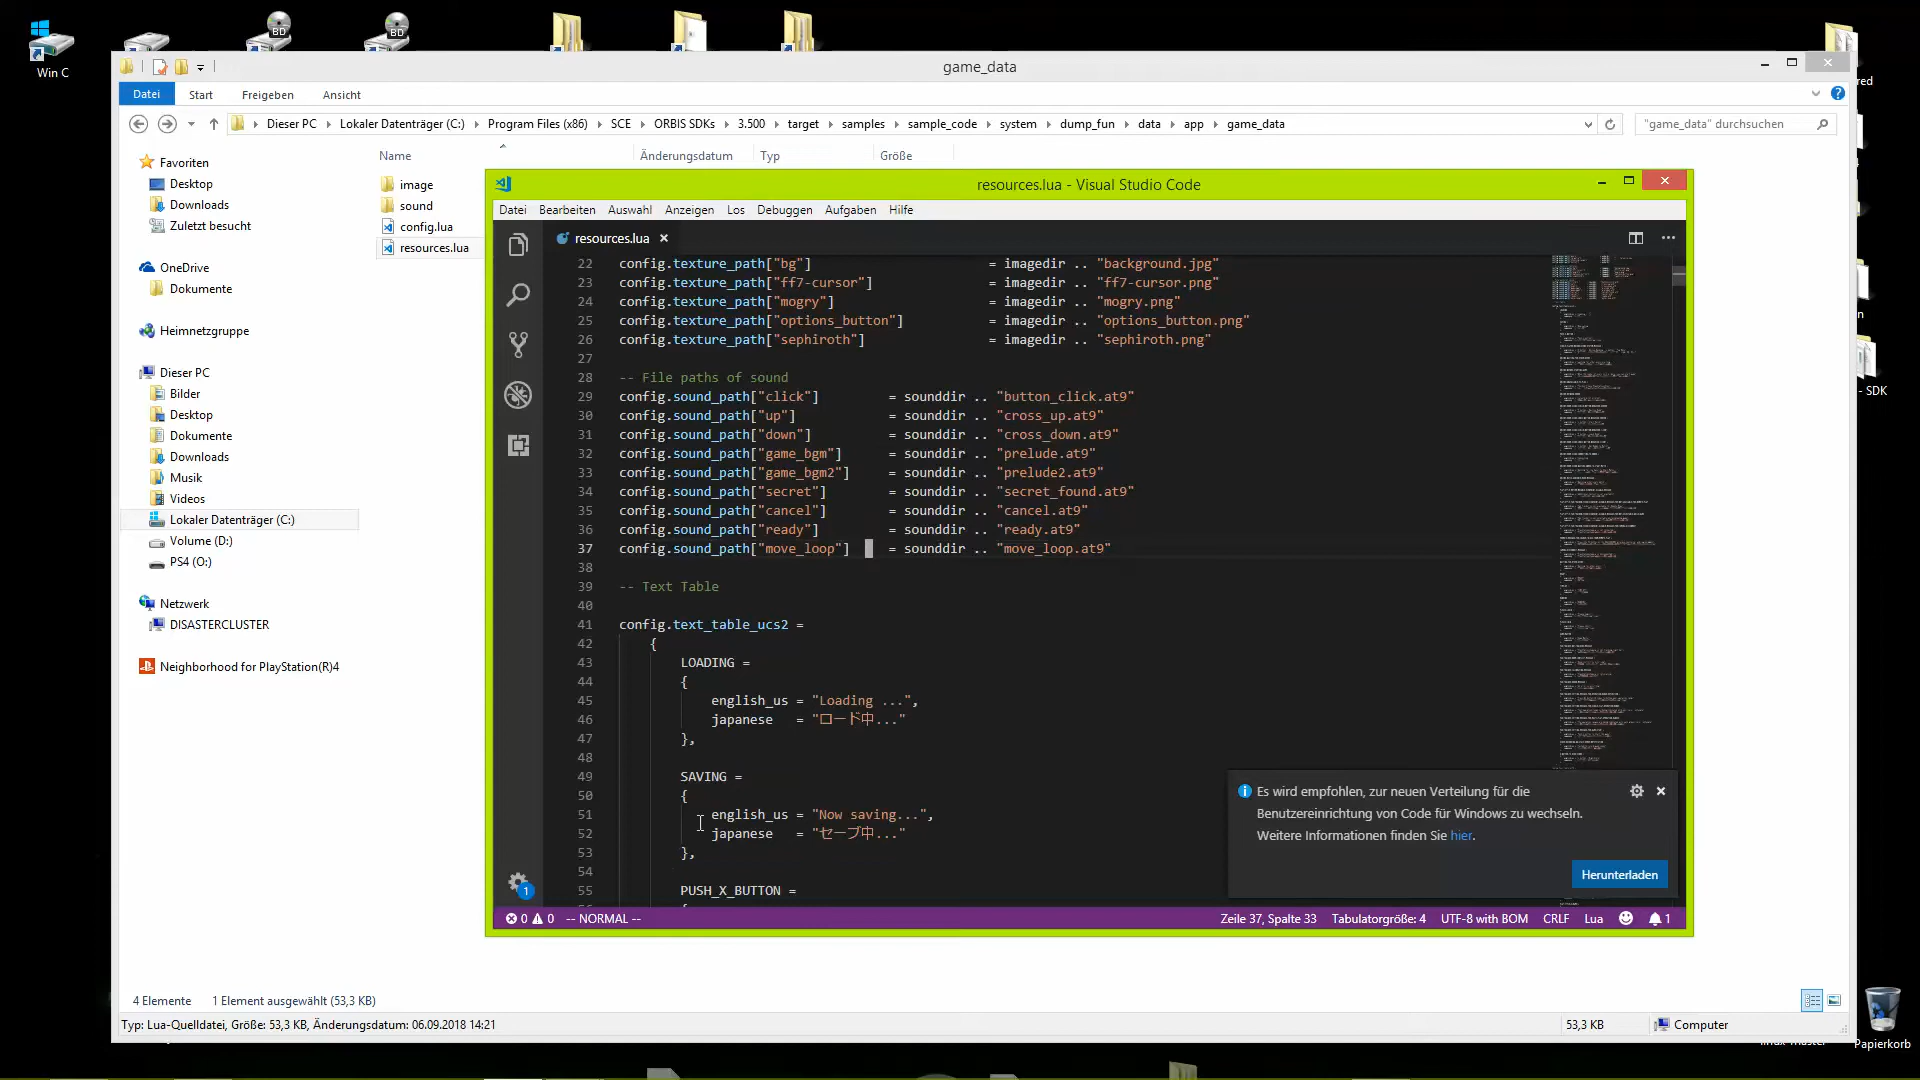 BD
BD
Win C
red
n
- SDK
Papierkorb
game_data
Datei Start Freigeben Ansicht
Dieser PC Lokaler Datenträger (C:) Program Files (x86) SCE ORBIS SDKs 3.500 target samples sample_code system dump_fun data app game_data
"game_data" durchsuchen
Name Änderungsdatum Typ Größe
Favoriten
Desktop
Downloads
Zuletzt besucht
OneDrive
Dokumente
Heimnetzgruppe
Dieser PC
Bilder
Desktop
Dokumente
Downloads
Musik
Videos
Lokaler Datenträger (C:)
Volume (D:)
PS4 (O:)
Netzwerk
DISASTERCLUSTER
Neighborhood for PlayStation(R)4
image
sound
config.lua
resources.lua
resources.lua - Visual Studio Code
Datei Bearbeiten Auswahl Anzeigen Los Debuggen Aufgaben Hilfe
resources.lua
22 config.texture_path["bg"] = imagedir .. "background.jpg"
23 config.texture_path["ff7-cursor"] = imagedir .. "ff7-cursor.png"
24 config.texture_path["mogry"] = imagedir .. "mogry.png"
25 config.texture_path["options_button"] = imagedir .. "options_button.png"
26 config.texture_path["sephiroth"] = imagedir .. "sephiroth.png"
27
28 -- File paths of sound
29 config.sound_path["click"] = sounddir .. "button_click.at9"
30 config.sound_path["up"] = sounddir .. "cross_up.at9"
31 config.sound_path["down"] = sounddir .. "cross_down.at9"
32 config.sound_path["game_bgm"] = sounddir .. "prelude.at9"
33 config.sound_path["game_bgm2"] = sounddir .. "prelude2.at9"
34 config.sound_path["secret"] = sounddir .. "secret_found.at9"
35 config.sound_path["cancel"] = sounddir .. "cancel.at9"
36 config.sound_path["ready"] = sounddir .. "ready.at9"
37 config.sound_path["move_loop"] = sounddir .. "move_loop.at9"
38
39 -- Text Table
40
41 config.text_table_ucs2 =
42 {
43 LOADING =
44 {
45 english_us = "Loading ...",
46 japanese = "ロード中..."
47 },
48
49 SAVING =
50 {
51 english_us = "Now saving...",
52 japanese = "セーブ中..."
53 },
54
55 PUSH_X_BUTTON =
Es wird empfohlen, zur neuen Verteilung für die
Benutzereinrichtung von Code für Windows zu wechseln.
Weitere Informationen finden Sie hier.
Herunterladen
1
0 0 -- NORMAL -- Zeile 37, Spalte 33 Tabulatorgröße: 4 UTF-8 with BOM CRLF Lua 1
4 Elemente 1 Element ausgewählt (53,3 KB)
Typ: Lua-Quelldatei, Größe: 53,3 KB, Änderungsdatum: 06.09.2018 14:21 53,3 KB Computer